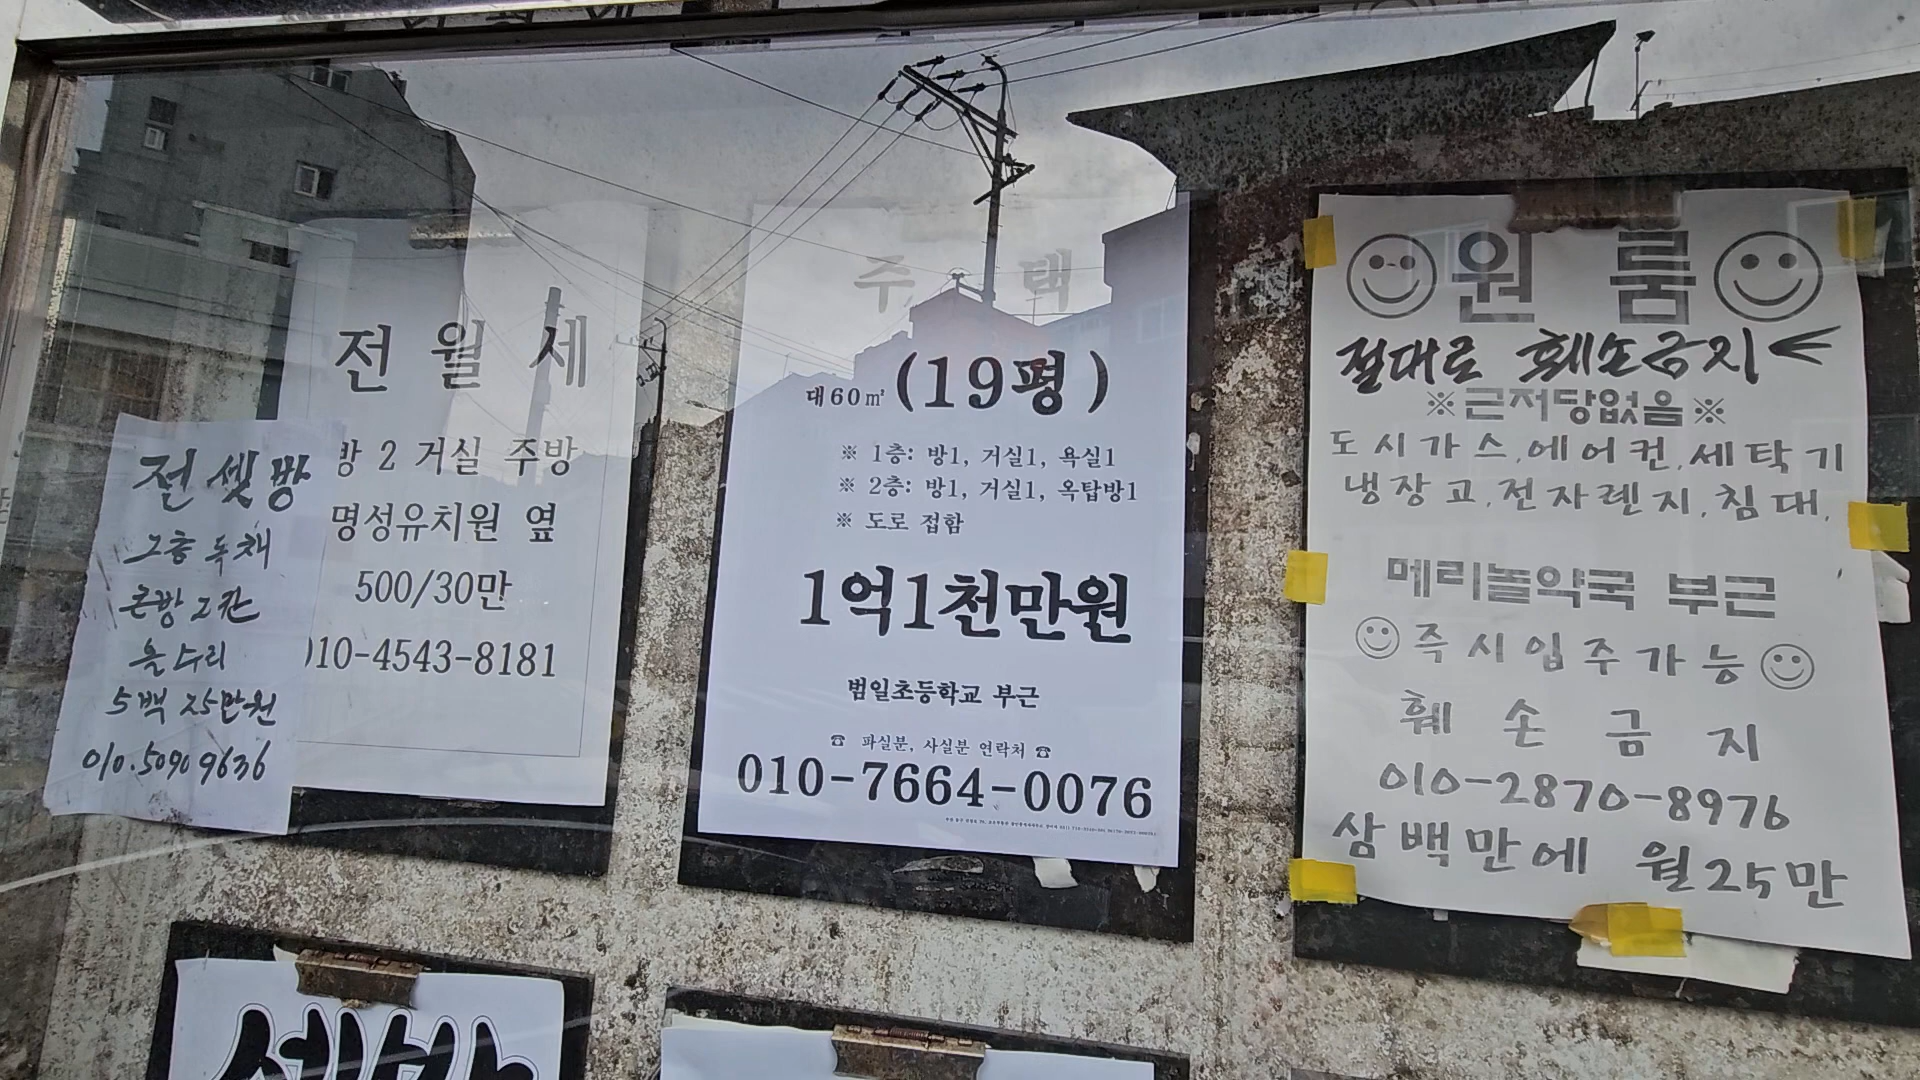 전셋방
2층 독채
큰방 2칸
올수리
5백 25만원
010.5090 9636
전 월 세
방 2 거실 주방
명성유치원 옆
500/30만
010-4543-8181
주 택
대60㎡ (19평)
※ 1층: 방1, 거실1, 욕실1
※ 2층: 방1, 거실1, 옥탑방1
※ 도로 접함
1억1천만원
범일초등학교 부근
☎ 파실분, 사실분 연락처 ☎
010-7664-0076
원 룸
절대로 훼손금지
※근저당없음※
도시가스,에어컨,세탁기
냉장고,전자렌지,침대,
메리놀약국 부근
즉시입주가능
훼 손 금 지
010-2870-8976
삼백만에 월25만